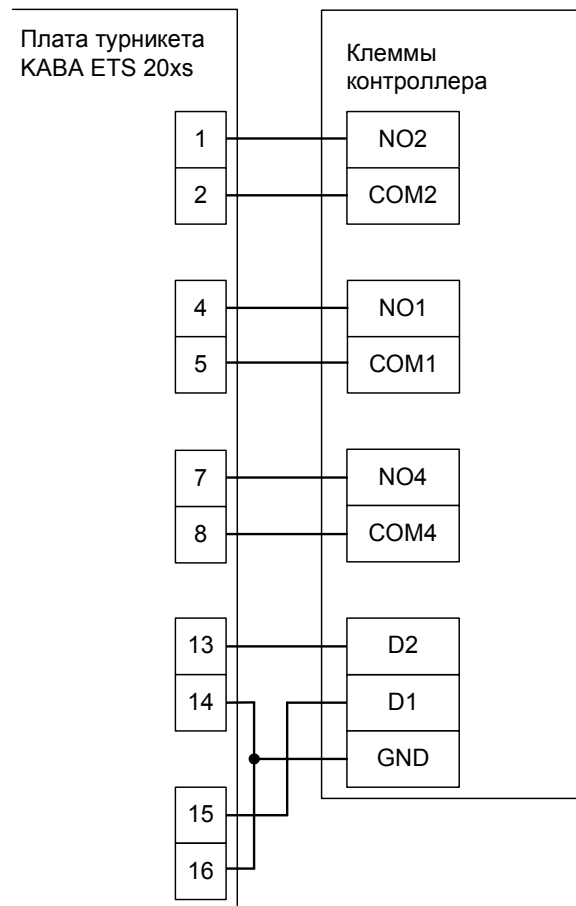 Плата турникета
KABA ETS 20xs
Клеммы
контроллера
1
NO2
2
COM2
4
NO1
5
COM1
7
NO4
8
COM4
13
D2
14
D1
GND
15
16